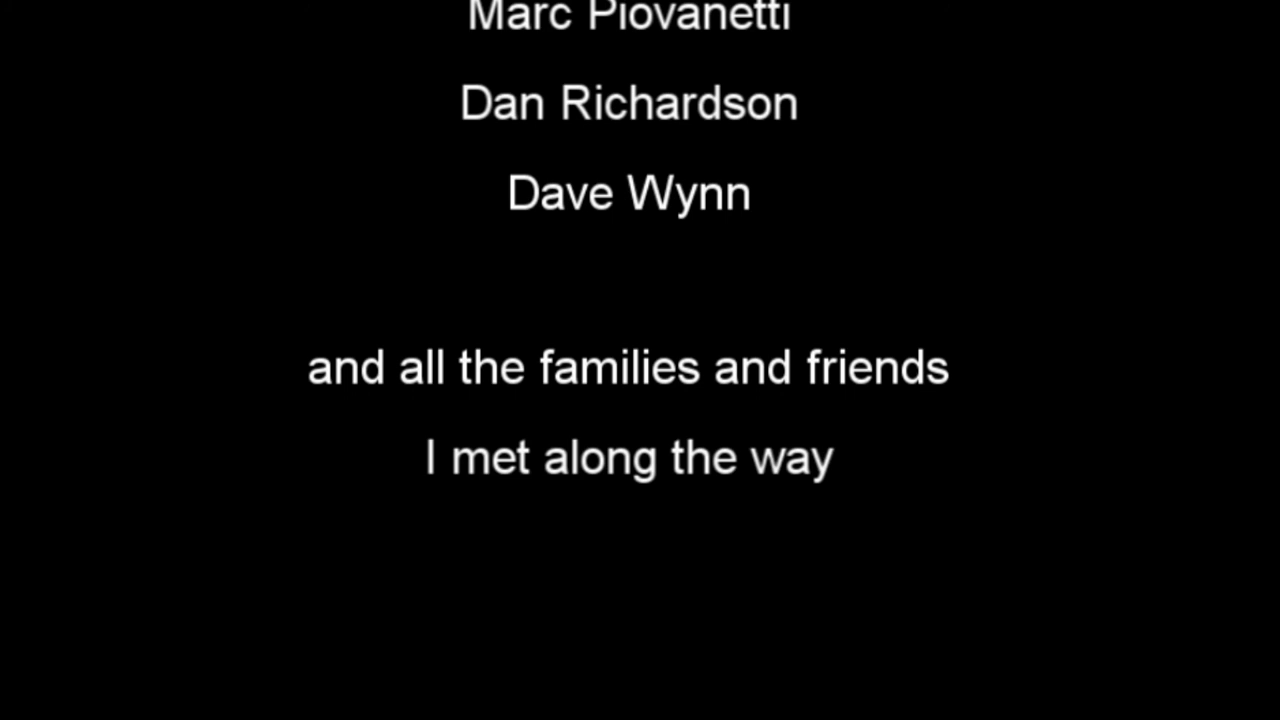 Marc Piovanetti
Dan Richardson
Dave Wynn
and all the families and friends
I met along the way